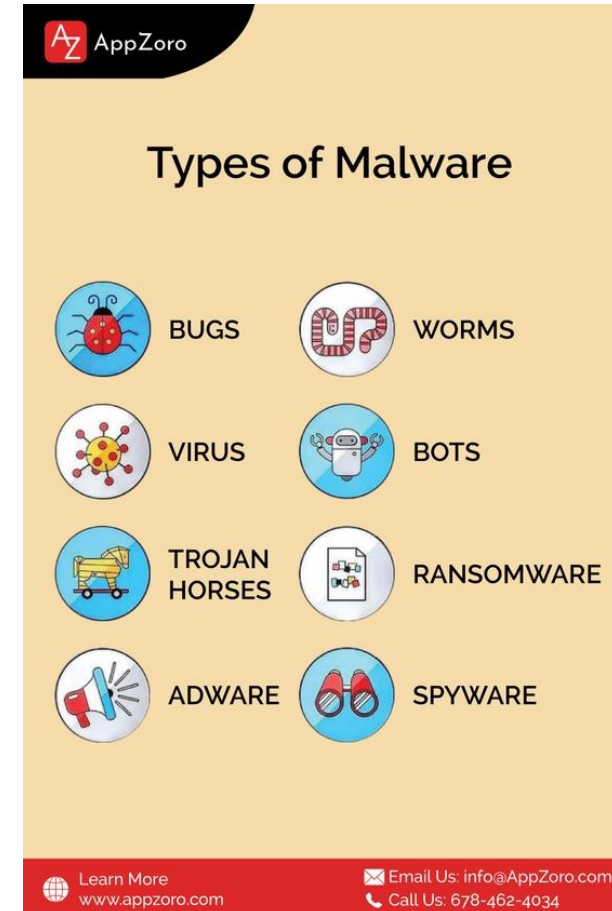 AZ AppZoro
Types of Malware
BUGS
WORMS
VIRUS
BOTS
TROJAN
HORSES
RANSOMWARE
ADWARE
SPYWARE
Learn More
www.appzoro.com
Email Us: info@AppZoro.com
Call Us: 678-462-4034